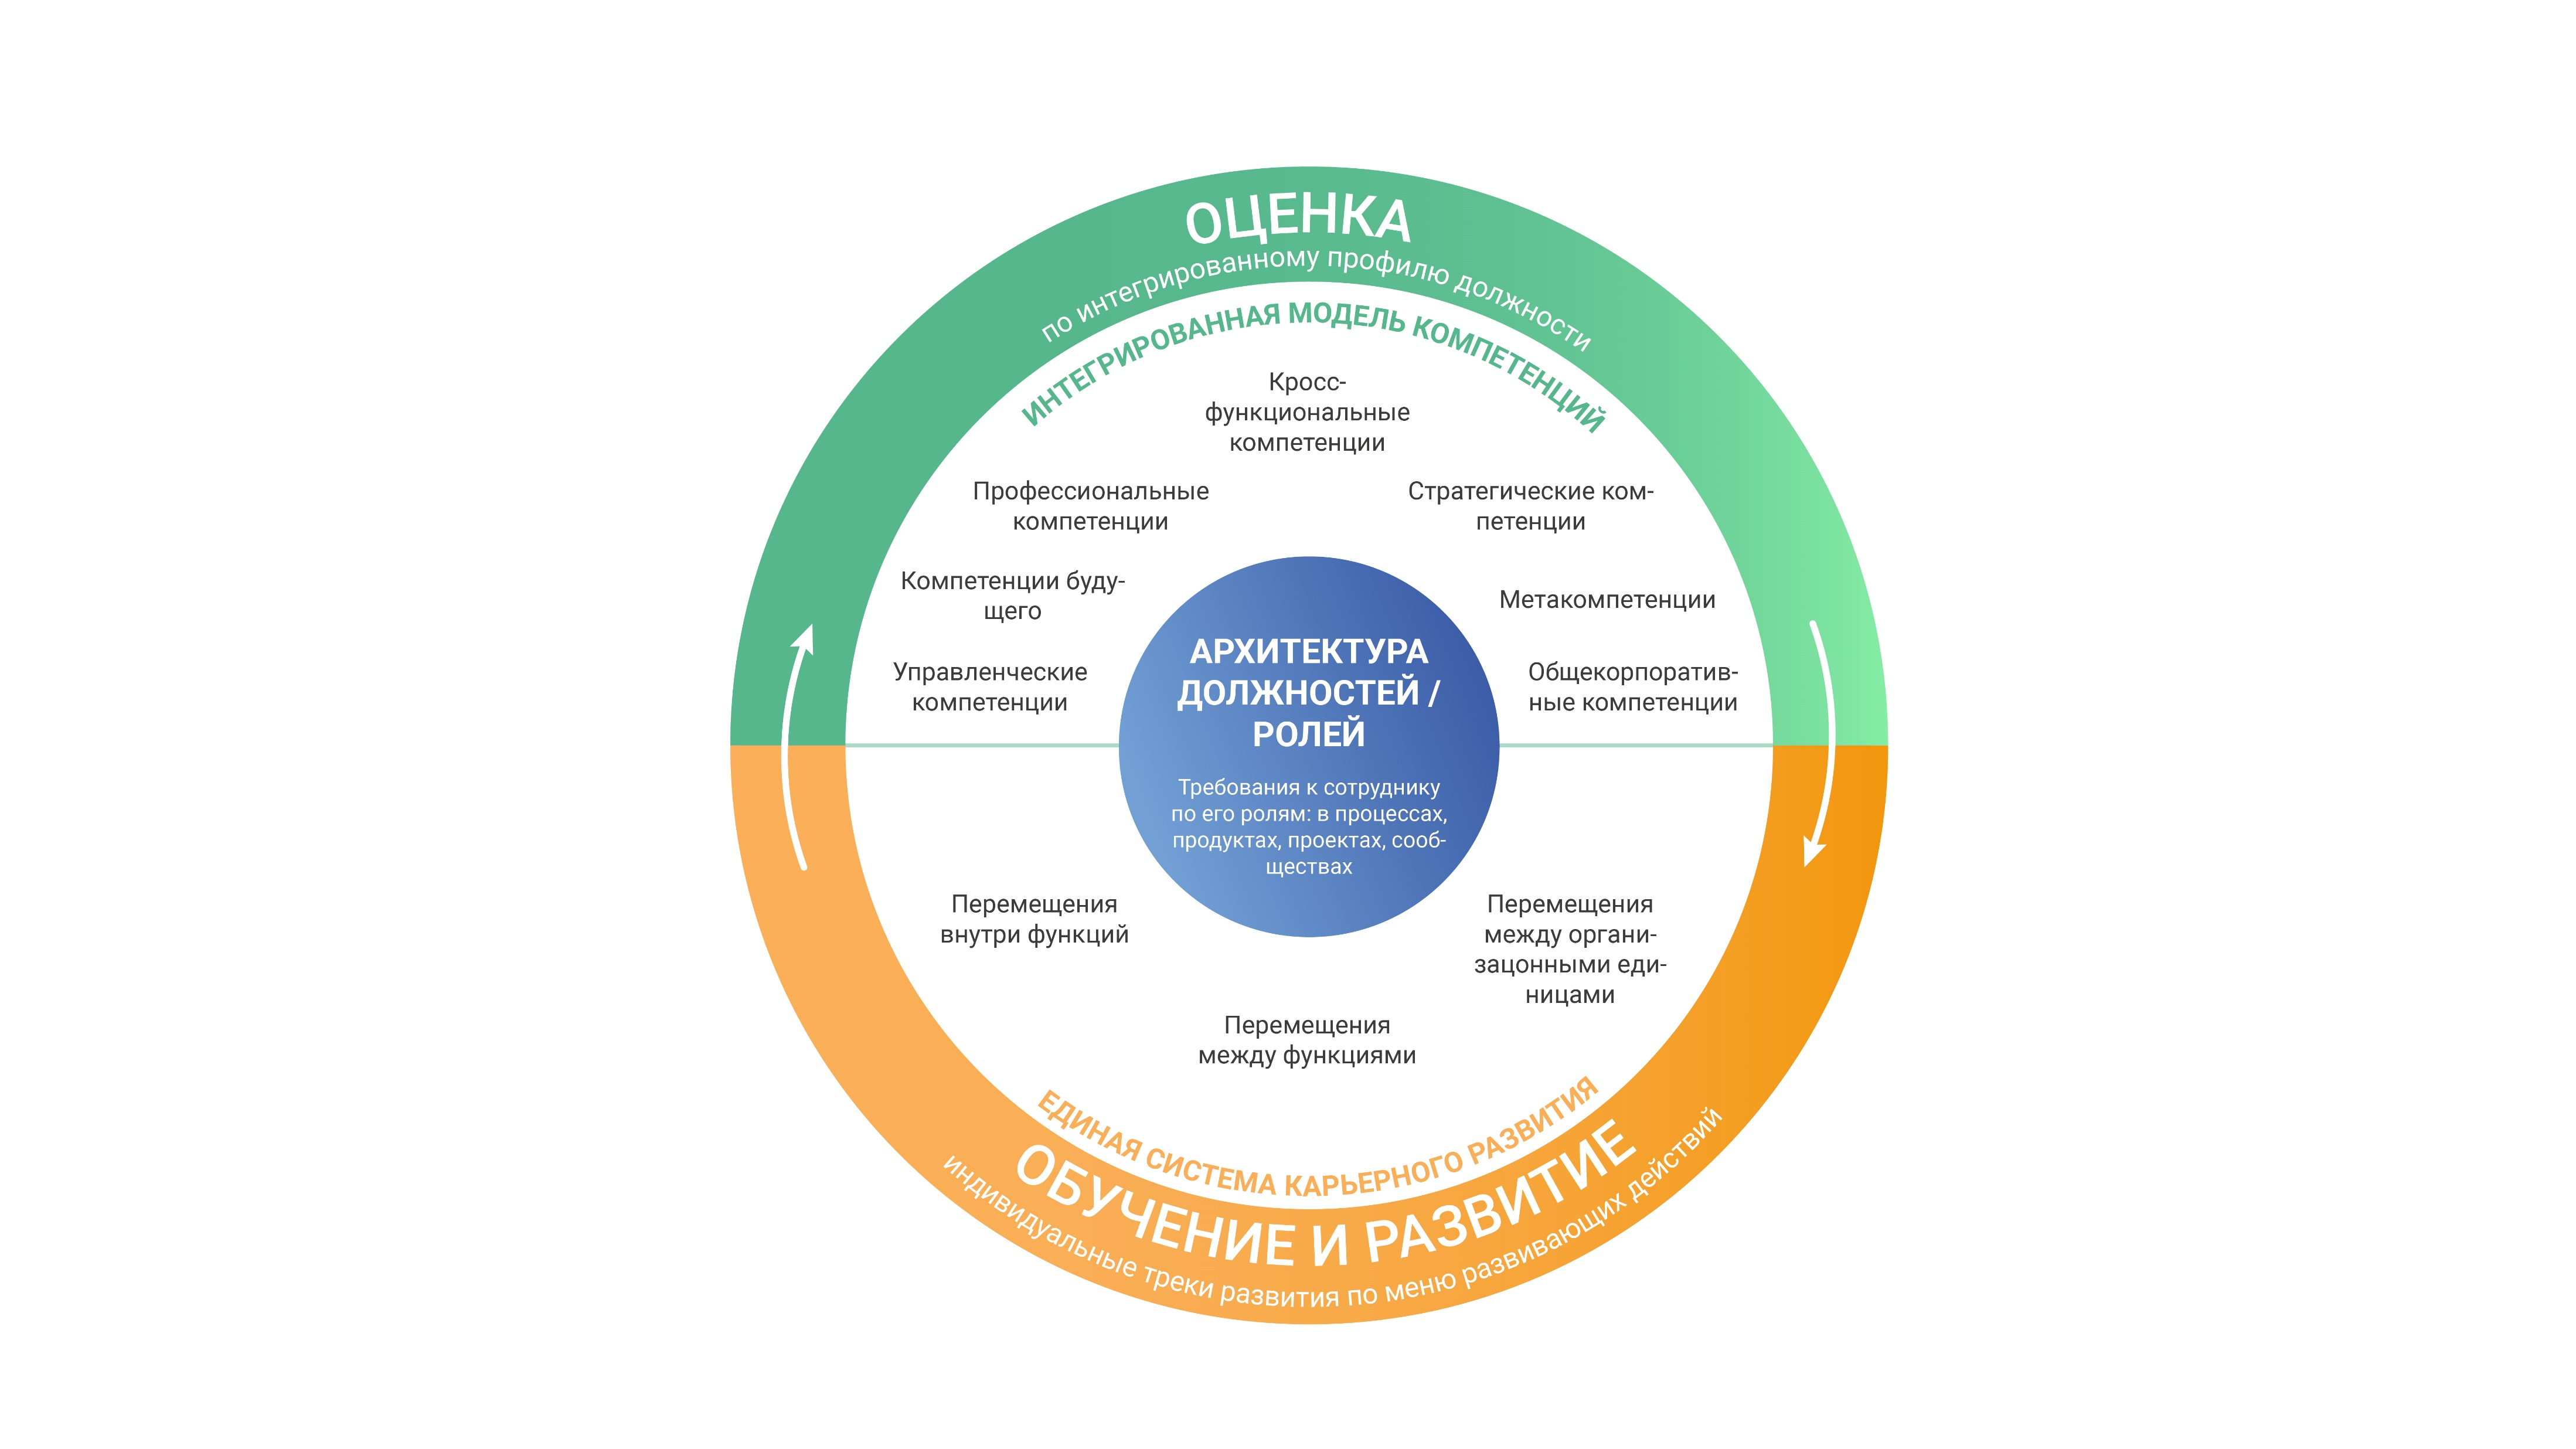 ОЦЕНКА
по интегрированному профилю должности
ИНТЕГРИРОВАННАЯ МОДЕЛЬ КОМПЕТЕНЦИЙ
Кросс-
функциональные
компетенции
Профессиональные
компетенции
Стратегические ком-
петенции
Компетенции буду-
щего
Метакомпетенции
Управленческие
компетенции
Общекорпоратив-
ные компетенции
АРХИТЕКТУРА
ДОЛЖНОСТЕЙ /
РОЛЕЙ
Требования к сотруднику
по его ролям: в процессах,
продуктах, проектах, сооб-
ществах
Перемещения
внутри функций
Перемещения
между органи-
зацонными еди-
ницами
Перемещения
между функциями
ЕДИНАЯ СИСТЕМА КАРЬЕРНОГО РАЗВИТИЯ
ОБУЧЕНИЕ И РАЗВИТИЕ
индивидуальные треки развития по меню развивающих действий